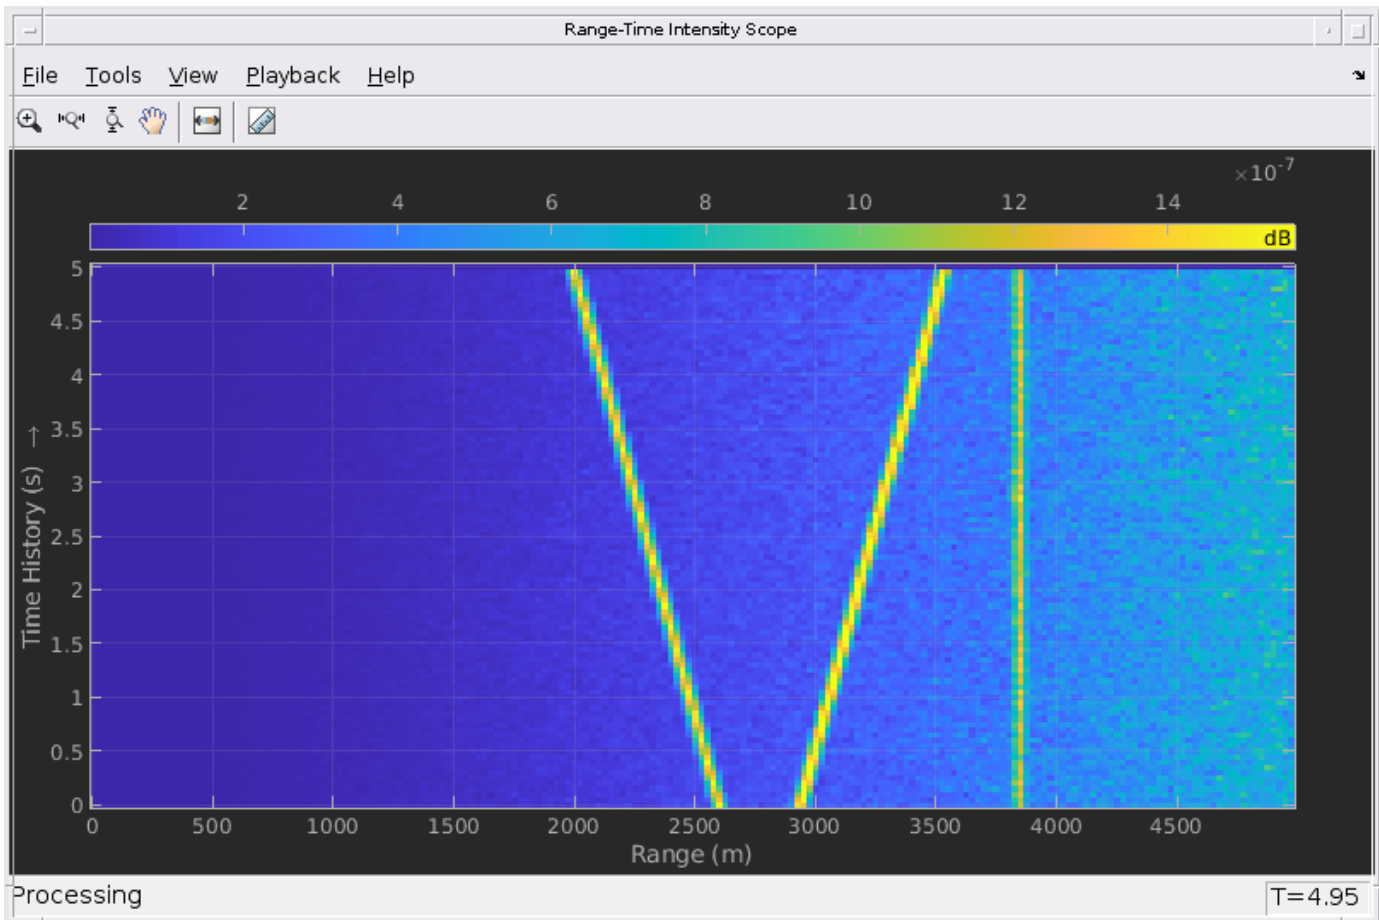 Range-Time Intensity Scope
File Tools View Playback Help
×10-7
2 4 6 8 10 12 14
dB
5
4.5
4
3.5
3
2.5
2
1.5
1
0.5
0
Time History (s) →
0 500 1000 1500 2000 2500 3000 3500 4000 4500
Range (m)
Processing T=4.95